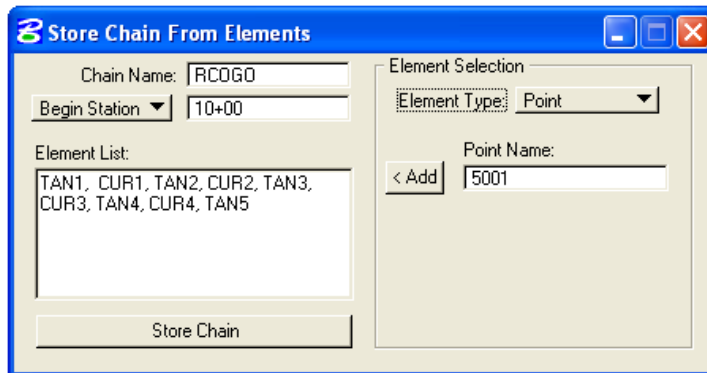 Store Chain From Elements
Chain Name: RCOGO
Begin Station 10+00
Element List:
TAN1, CUR1, TAN2, CUR2, TAN3,
CUR3, TAN4, CUR4, TAN5
Store Chain
Element Selection
Element Type: Point
Point Name:
< Add 5001